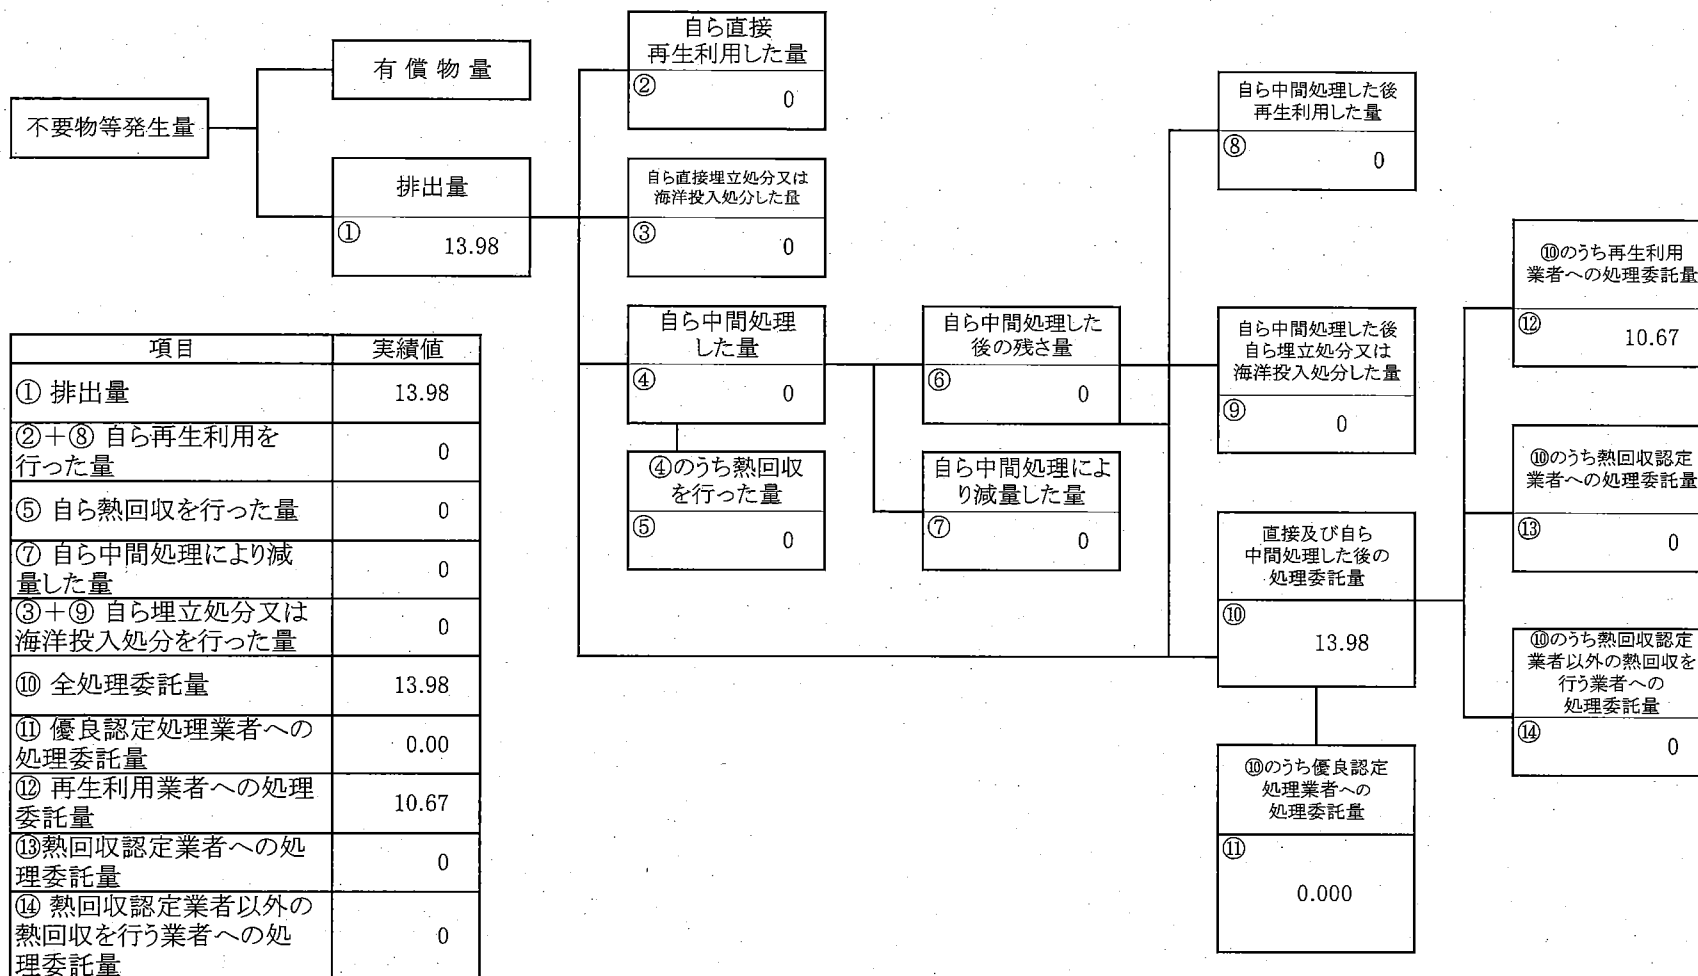 自ら直接
再生利用した量
②
0
有 償 物 量
不要物等発生量
排出量
①
13.98
自ら直接埋立処分又は
海洋投入処分した量
③
0
自ら中間処理
した量
④
0
④のうち熱回収
を行った量
⑤
0
自ら中間処理した
後の残さ量
⑥
0
自ら中間処理によ
り減量した量
⑦
0
自ら中間処理した後
再生利用した量
⑧
0
自ら中間処理した後
自ら埋立処分又は
海洋投入処分した量
⑨
0
直接及び自ら
中間処理した後の
処理委託量
⑩
13.98
⑩のうち優良認定
処理業者への
処理委託量
⑪
0.000
⑩のうち再生利用
業者への処理委託量
⑫
10.67
⑩のうち熱回収認定
業者への処理委託量
⑬
0
⑩のうち熱回収認定
業者以外の熱回収を
行う業者への
処理委託量
⑭
0
項目 実績値
① 排出量 13.98
②+⑧ 自ら再生利用を
行った量 0
⑤ 自ら熱回収を行った量 0
⑦ 自ら中間処理により減
量した量 0
③+⑨ 自ら埋立処分又は
海洋投入処分を行った量 0
⑩ 全処理委託量 13.98
⑪ 優良認定処理業者への
処理委託量 0.00
⑫ 再生利用業者への処理
委託量 10.67
⑬熱回収認定業者への処
理委託量 0
⑭ 熱回収認定業者以外の
熱回収を行う業者への処
理委託量 0